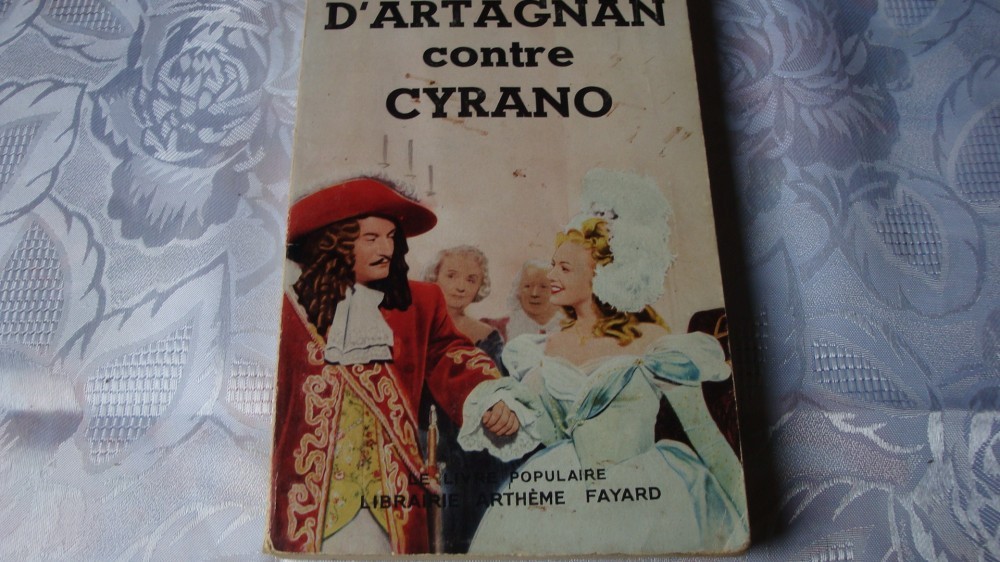 D'ARTAGNAN
contre
CYRANO
LE LIVRE POPULAIRE
LIBRAIRIE ARTHÈME FAYARD